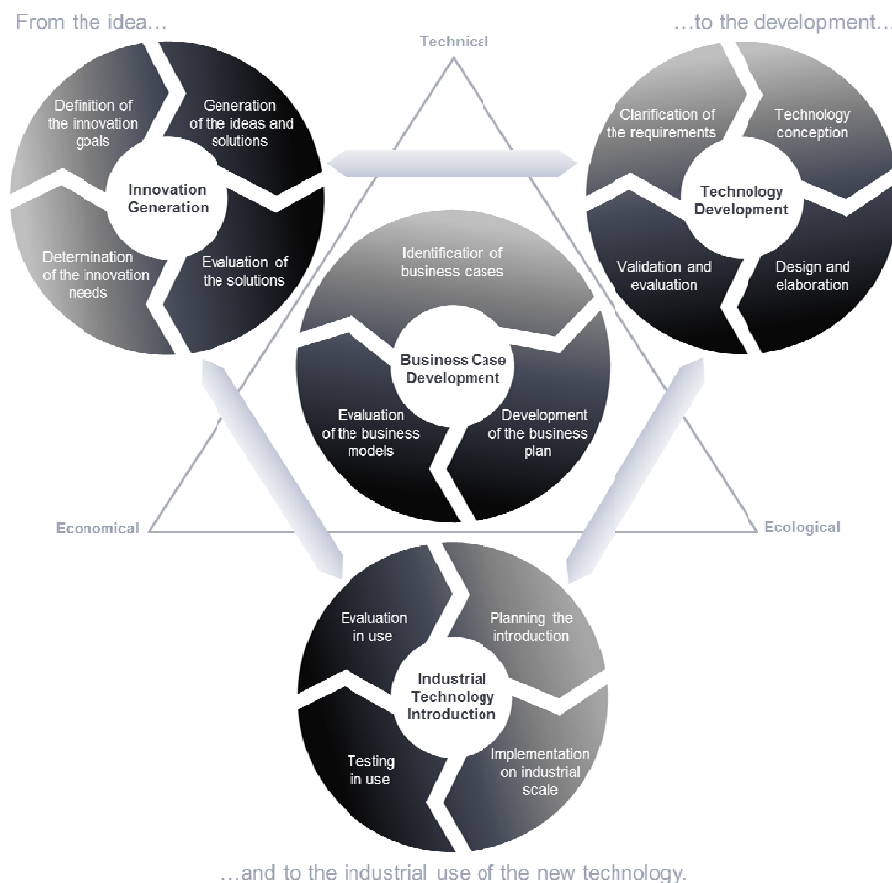 From the idea…
…to the development…
Technical
Definition of
the innovation
goals
Generation
of the ideas and
solutions
Innovation
Generation
Determination
of the innovation
needs
Evaluation of
the solutions
Clarification of
the requirements
Technology
conception
Technology
Development
Validation and
evaluation
Design and
elaboration
Identification of
business cases
Business Case
Development
Evaluation
of the business
models
Development
of the business
plan
Economical
Ecological
Evaluation
in use
Planning the
introduction
Industrial
Technology
Introduction
Testing
in use
Implementation
on industrial
scale
…and to the industrial use of the new technology.